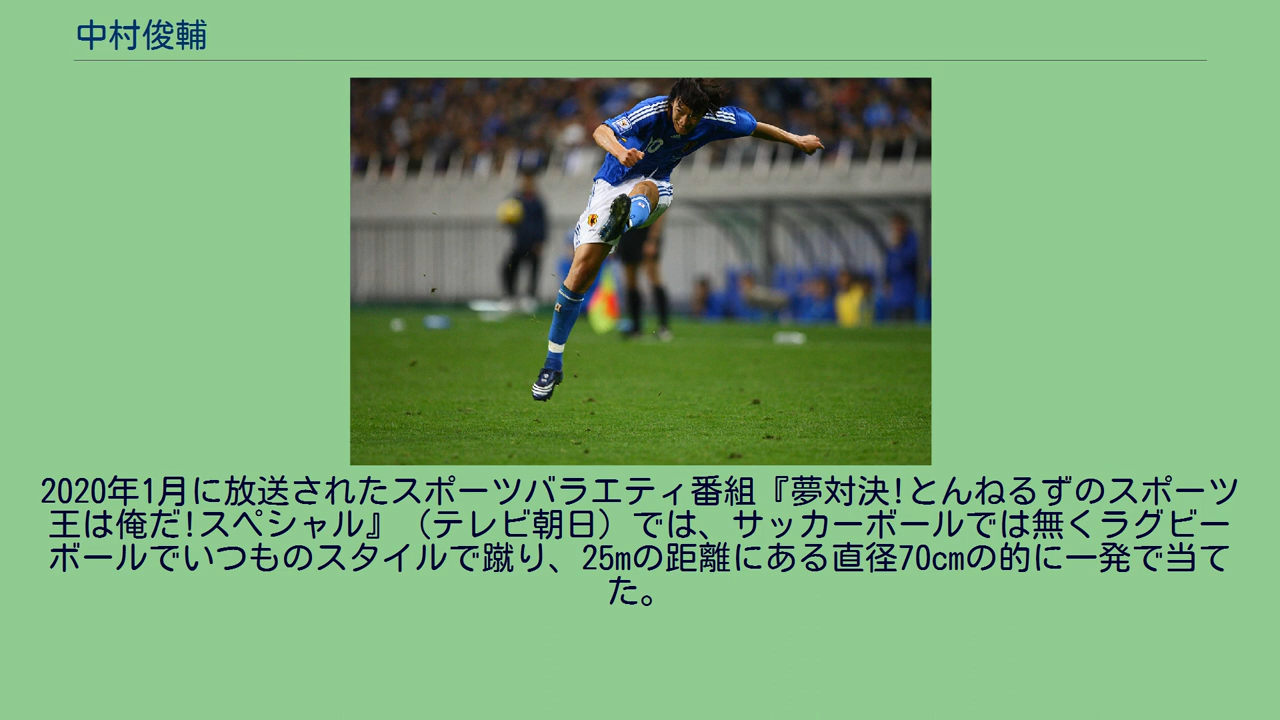 中村俊輔
10
2020年1月に放送されたスポーツバラエティ番組『夢対決!とんねるずのスポーツ
王は俺だ!スペシャル』（テレビ朝日）では、サッカーボールでは無くラグビー
ボールでいつものスタイルで蹴り、25mの距離にある直径70cmの的に一発で当て
た。